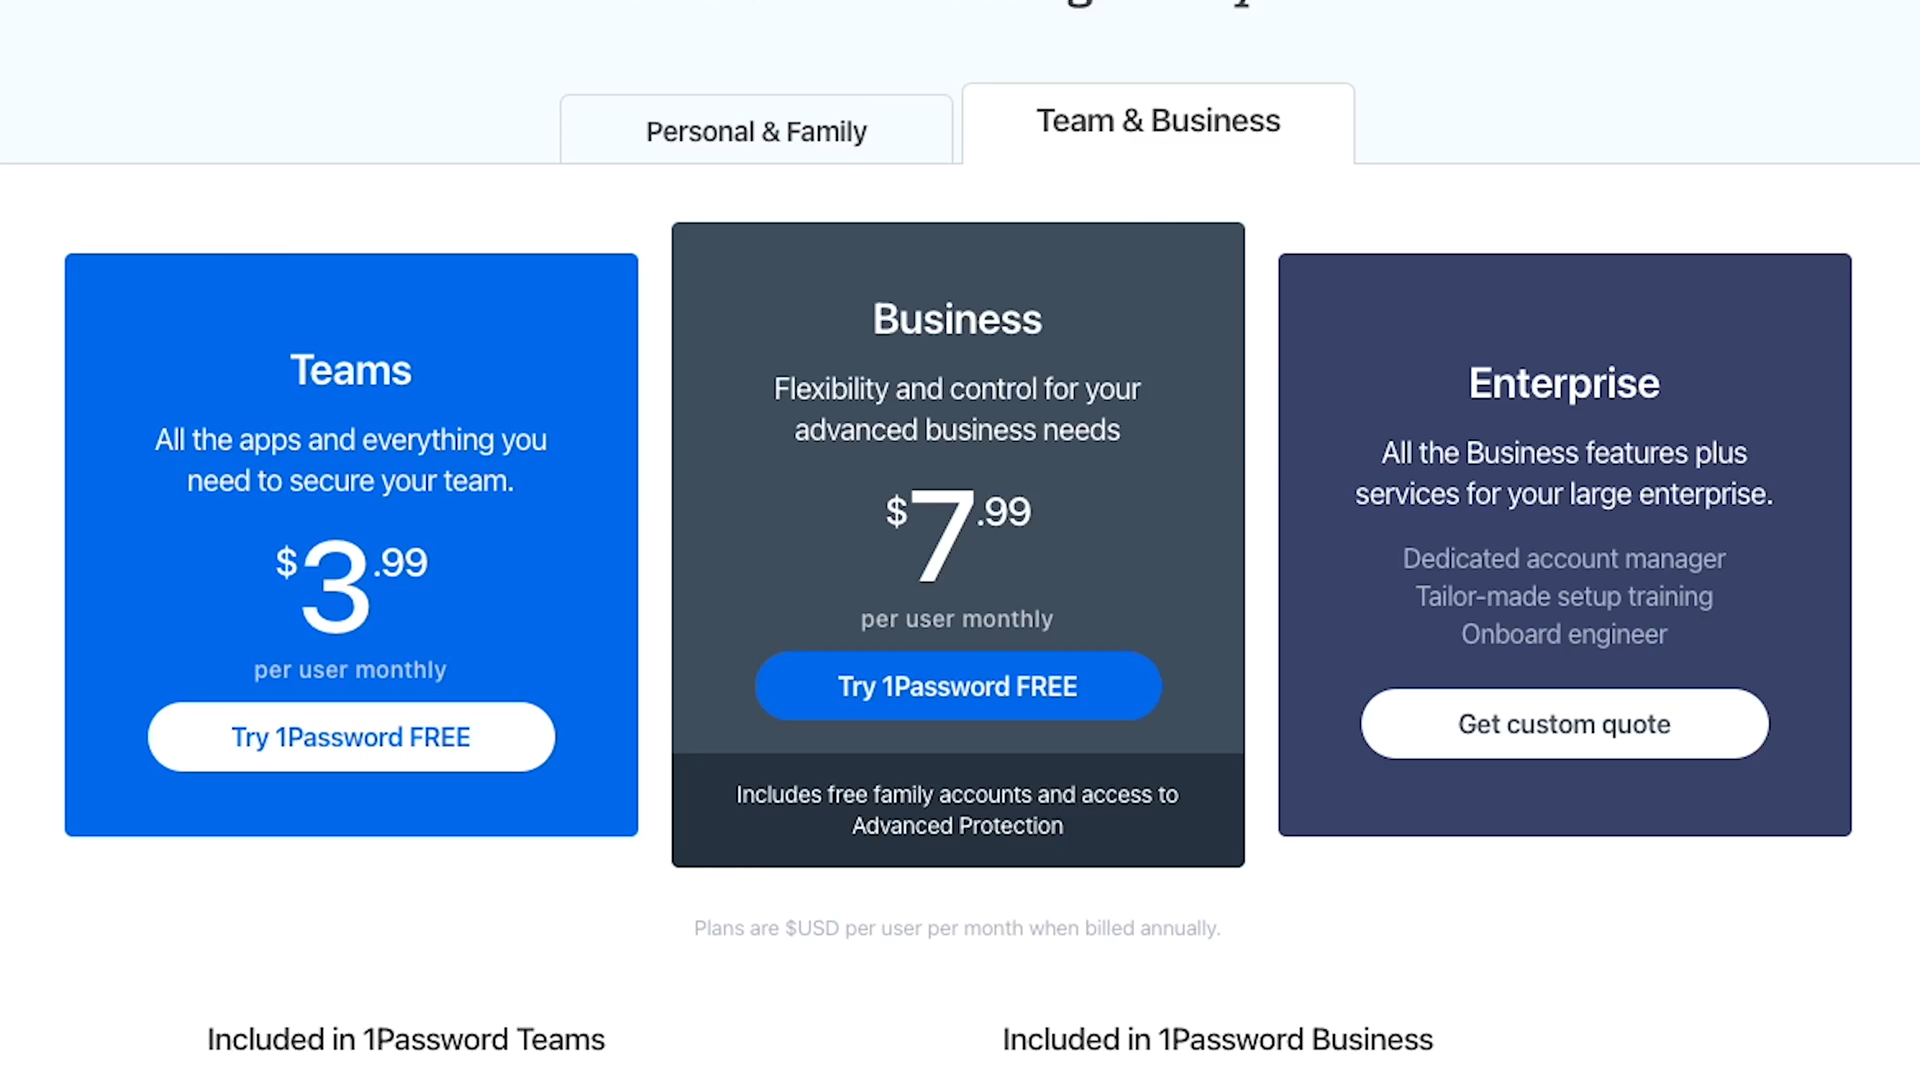 Personal & Family
Team & Business
Teams
All the apps and everything you
need to secure your team.
$3.99
per user monthly
Try 1Password FREE
Business
Flexibility and control for your
advanced business needs
$7.99
per user monthly
Try 1Password FREE
Includes free family accounts and access to
Advanced Protection
Enterprise
All the Business features plus
services for your large enterprise.
Dedicated account manager
Tailor-made setup training
Onboard engineer
Get custom quote
Plans are $USD per user per month when billed annually.
Included in 1Password Teams
Included in 1Password Business